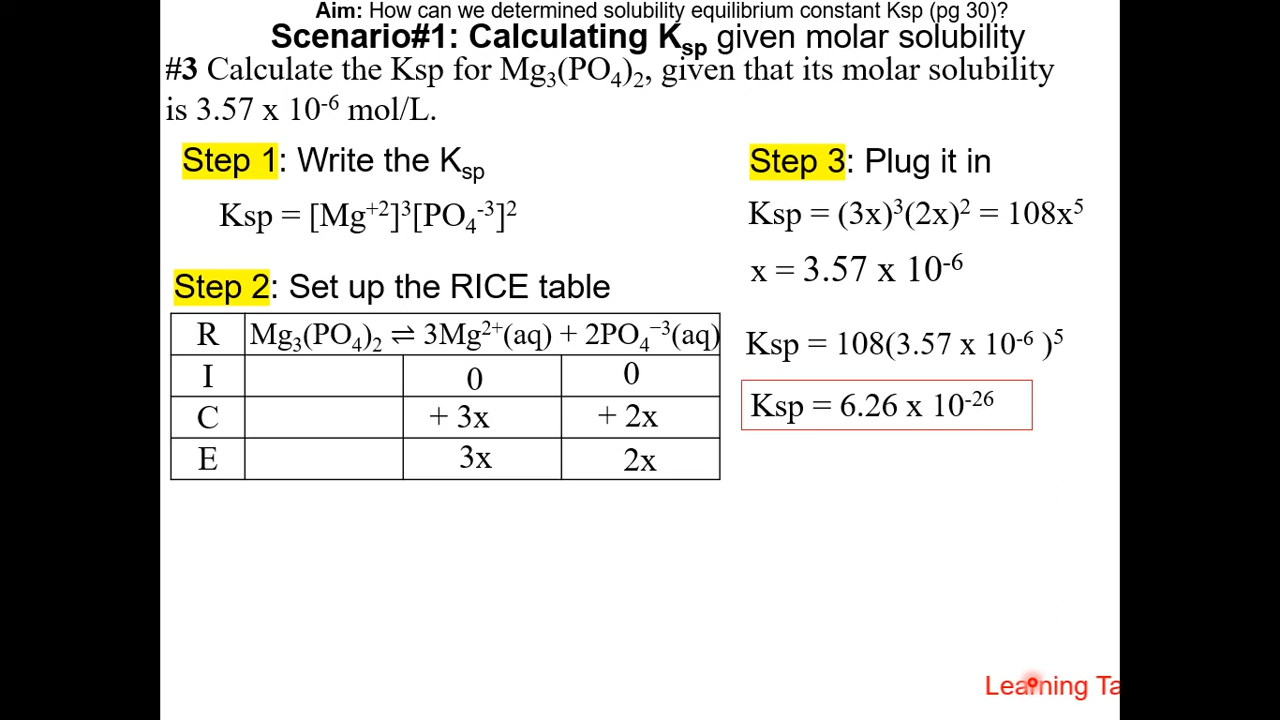 Aim: How can we determined solubility equilibrium constant Ksp (pg 30)?
Scenario#1: Calculating Ksp given molar solubility
#3 Calculate the Ksp for Mg₃(PO₄)₂, given that its molar solubility
is 3.57 x 10⁻⁶ mol/L.
Step 1: Write the Ksp
Ksp = [Mg⁺²]³[PO₄⁻³]²
Step 2: Set up the RICE table
R Mg₃(PO₄)₂ ⇌ 3Mg²⁺(aq) + 2PO₄⁻³(aq)
I 0 0
C + 3x + 2x
E 3x 2x
Step 3: Plug it in
Ksp = (3x)³(2x)² = 108x⁵
x = 3.57 x 10⁻⁶
Ksp = 108(3.57 x 10⁻⁶ )⁵
Ksp = 6.26 x 10⁻²⁶
Learning Ta